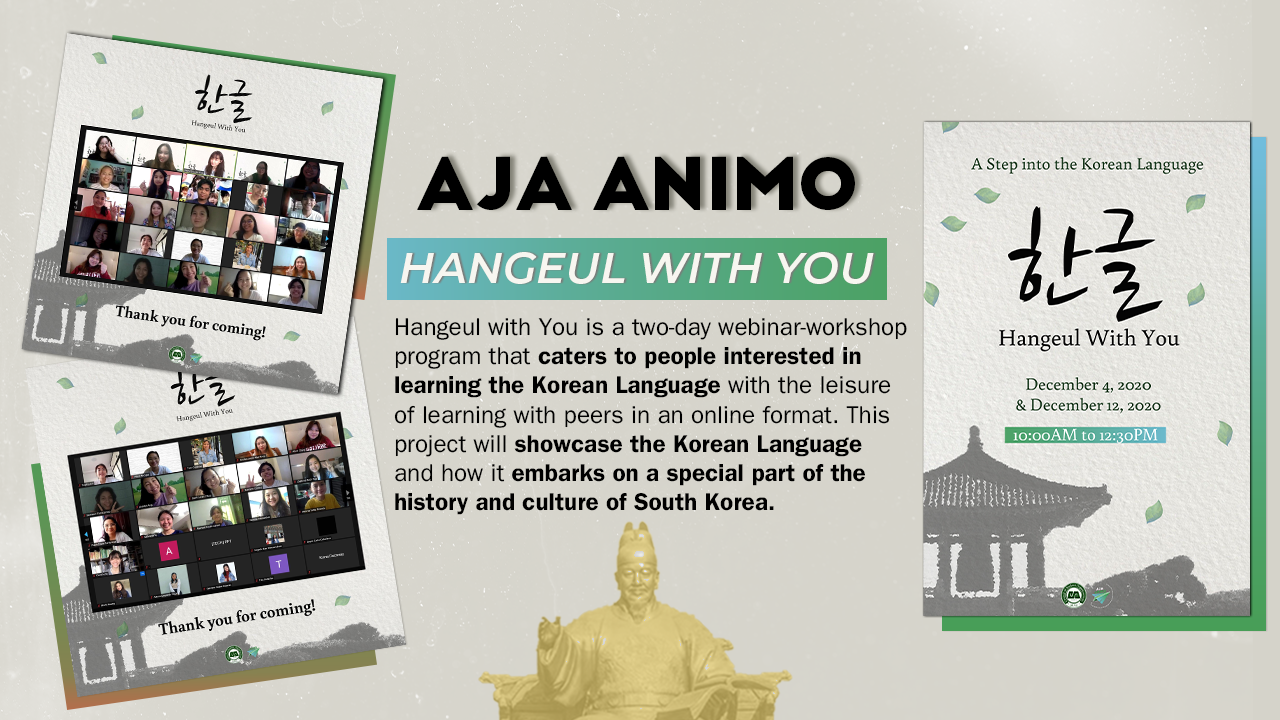 한글
Hangeul With You
Thank you for coming!
한글
Hangeul With You
A
T
Thank you for coming!
AJA ANIMO
HANGEUL WITH YOU
Hangeul with You is a two-day webinar-workshop
program that caters to people interested in
learning the Korean Language with the leisure
of learning with peers in an online format. This
project will showcase the Korean Language
and how it embarks on a special part of the
history and culture of South Korea.
A Step into the Korean Language
한글
Hangeul With You
December 4, 2020
& December 12, 2020
10:00AM to 12:30PM